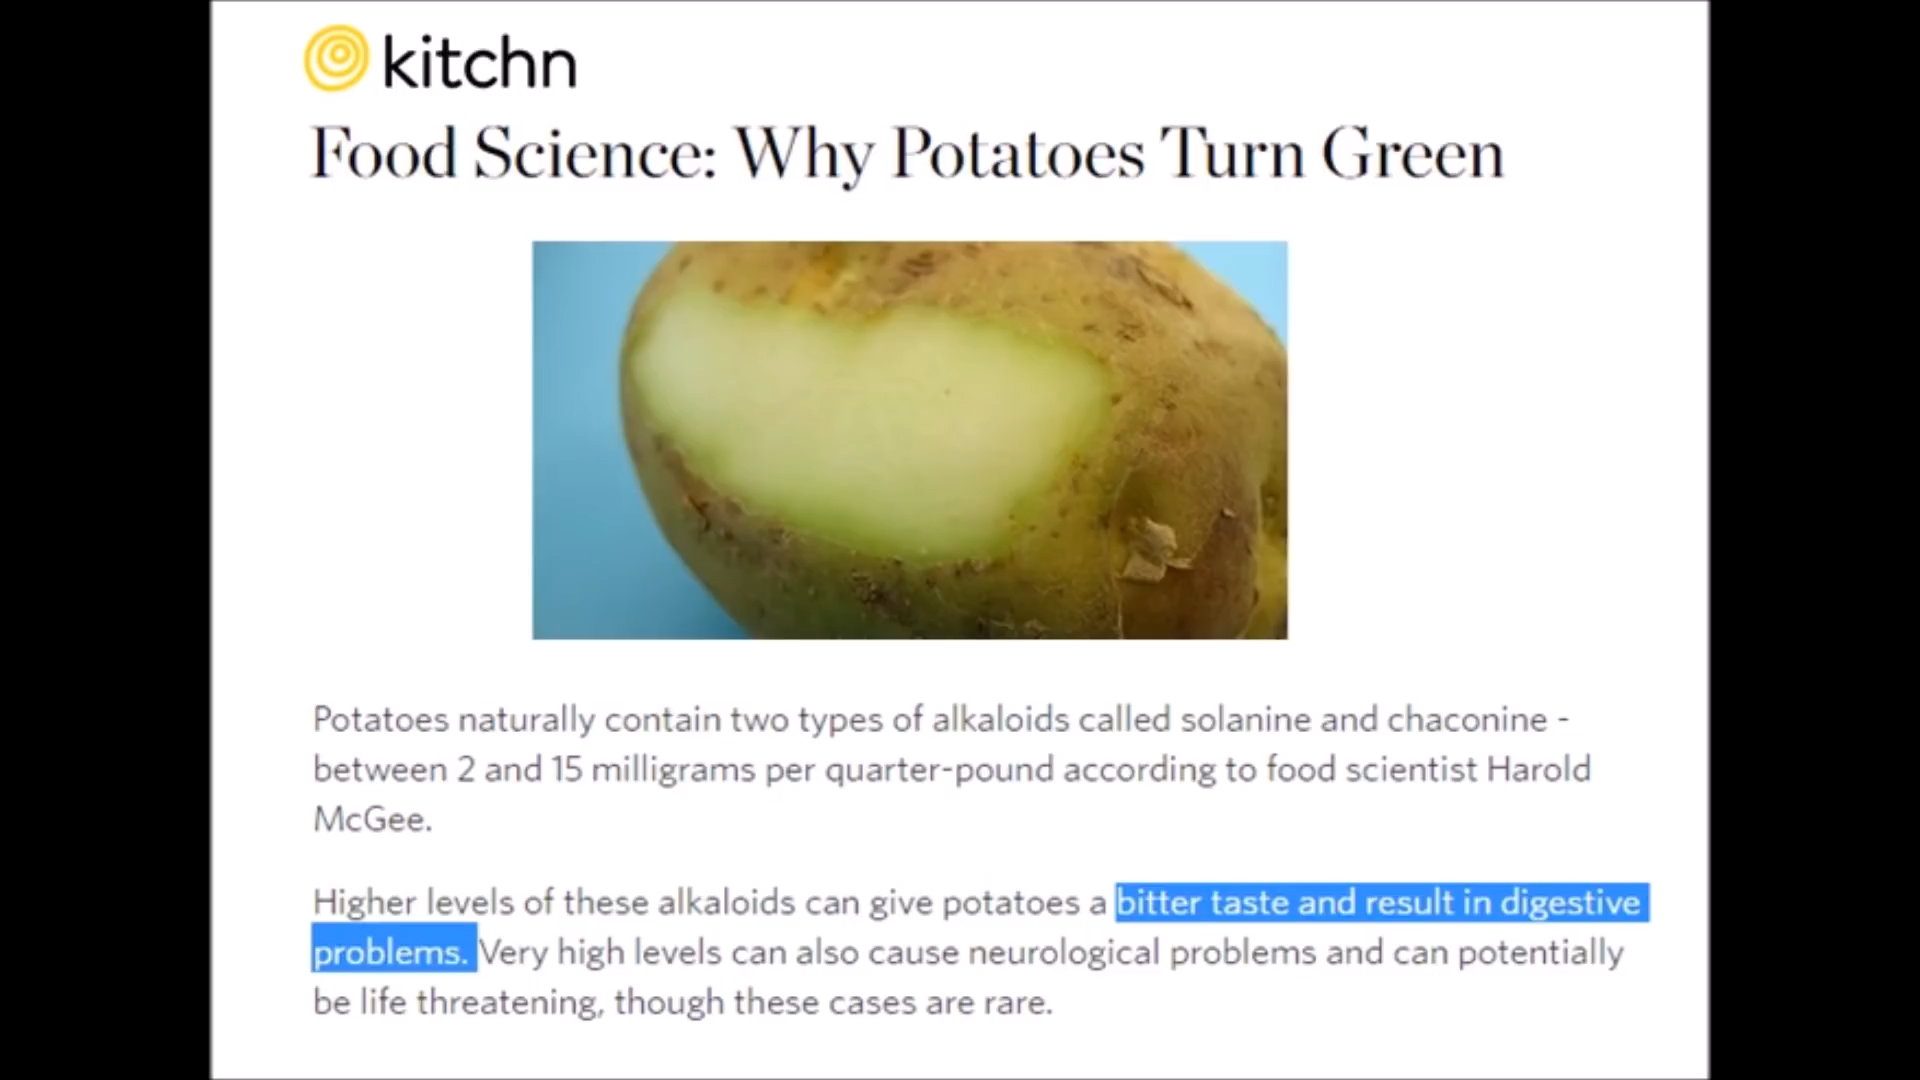 kitchn
Food Science: Why Potatoes Turn Green
Potatoes naturally contain two types of alkaloids called solanine and chaconine -
between 2 and 15 milligrams per quarter-pound according to food scientist Harold
McGee.
Higher levels of these alkaloids can give potatoes a bitter taste and result in digestive
problems. Very high levels can also cause neurological problems and can potentially
be life threatening, though these cases are rare.